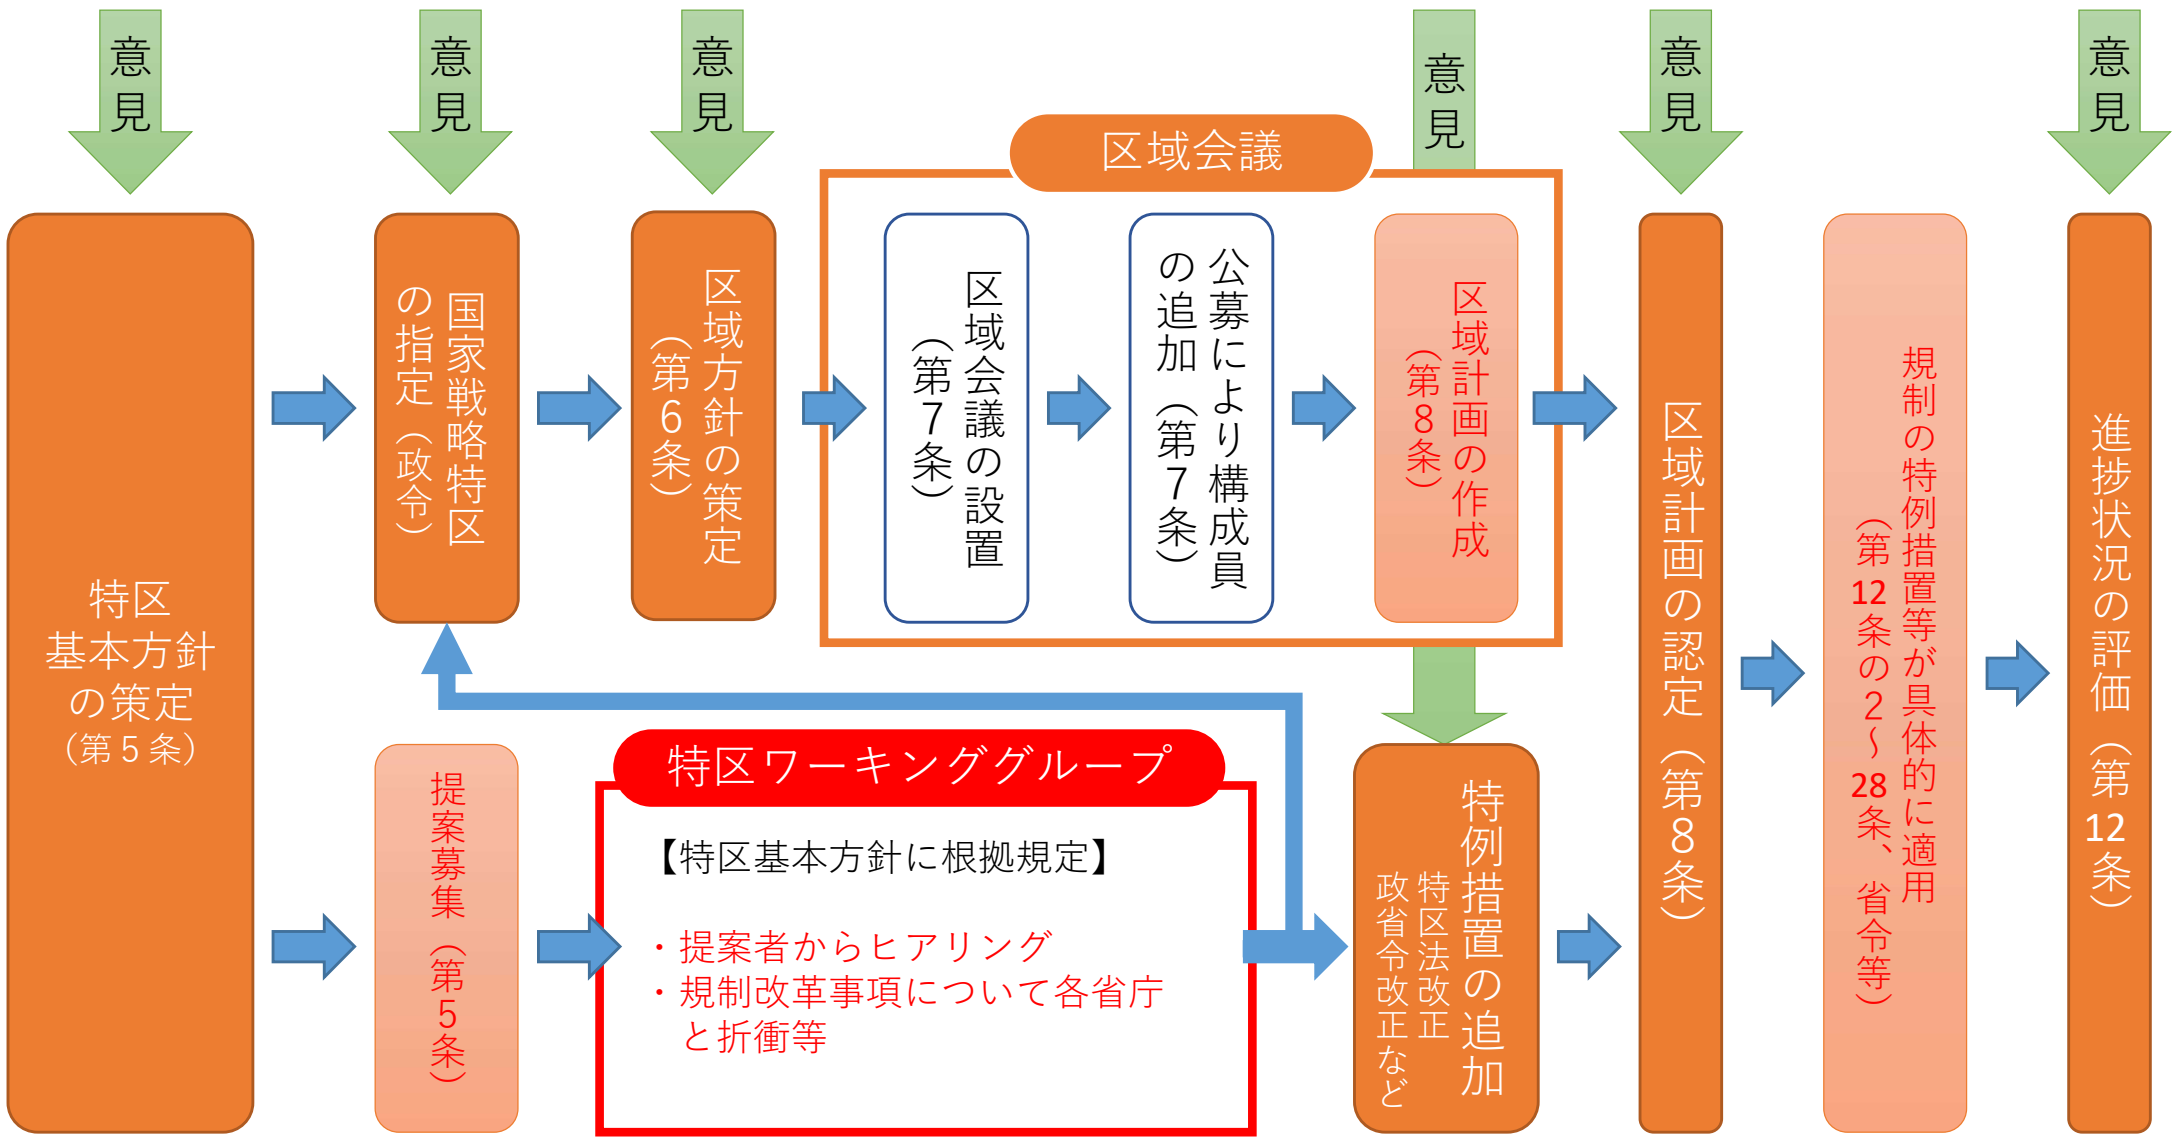 意見
意見
意見
意見
意見
意見
特区
基本方針
の策定
（第５条）
国家戦略特区
の指定（政令）
区域方針の策定
（第６条）
区域会議
区域会議の設置
（第７条）
公募により構成員
の追加（第７条）
区域計画の作成
（第８条）
提案募集（第５条）
特区ワーキンググループ
【特区基本方針に根拠規定】
・提案者からヒアリング
・規制改革事項について各省庁
と折衝等
特例措置の追加
特区法改正
政省令改正など
区域計画の認定（第８条）
規制の特例措置等が具体的に適用
（第12条の２～28条、省令等）
進捗状況の評価（第12条）